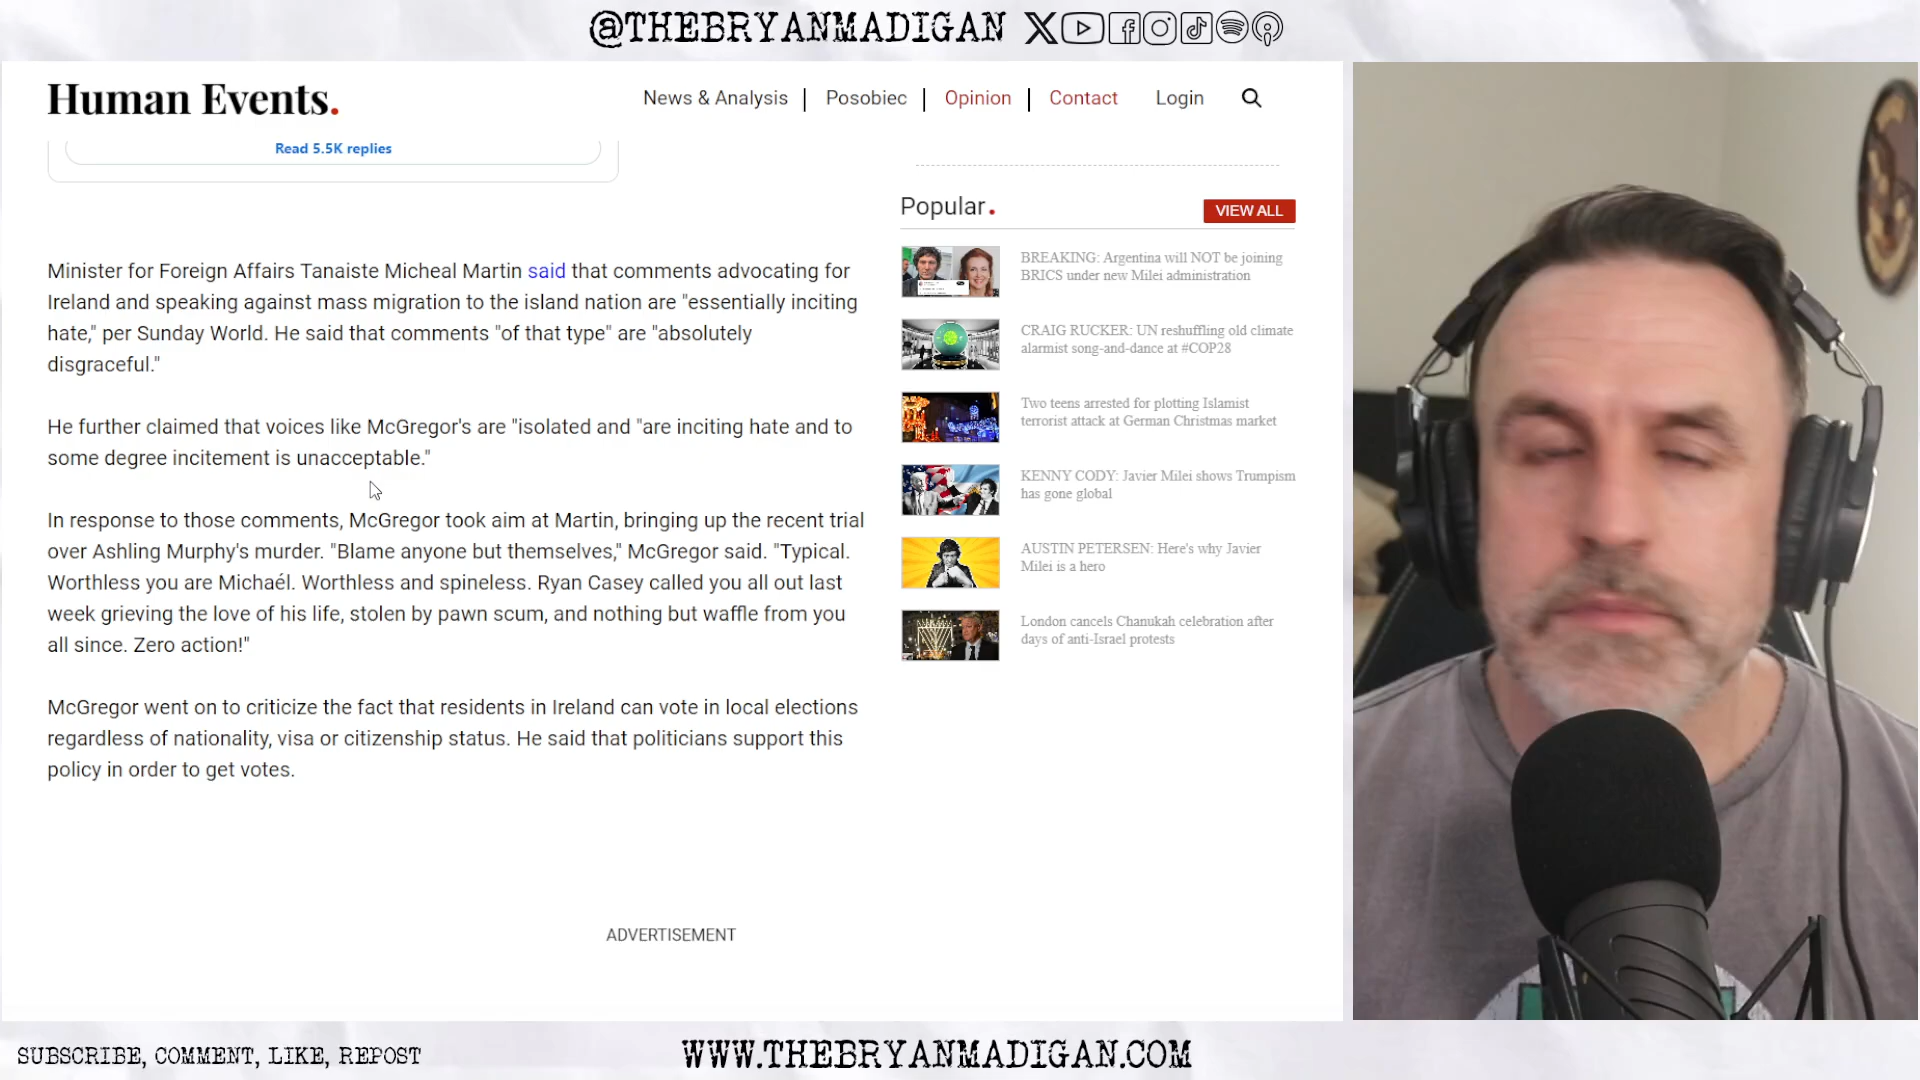 @THEBRYANMADIGAN
Human Events.
News & Analysis
Posobiec
Opinion
Contact
Login
Read 5.5K replies
Minister for Foreign Affairs Tanaiste Micheal Martin said that comments advocating for
Ireland and speaking against mass migration to the island nation are "essentially inciting
hate," per Sunday World. He said that comments "of that type" are "absolutely
disgraceful."
He further claimed that voices like McGregor's are "isolated and "are inciting hate and to
some degree incitement is unacceptable."
In response to those comments, McGregor took aim at Martin, bringing up the recent trial
over Ashling Murphy's murder. "Blame anyone but themselves," McGregor said. "Typical.
Worthless you are Michaél. Worthless and spineless. Ryan Casey called you all out last
week grieving the love of his life, stolen by pawn scum, and nothing but waffle from you
all since. Zero action!"
McGregor went on to criticize the fact that residents in Ireland can vote in local elections
regardless of nationality, visa or citizenship status. He said that politicians support this
policy in order to get votes.
ADVERTISEMENT
Popular.
VIEW ALL
BREAKING: Argentina will NOT be joining
BRICS under new Milei administration
CRAIG RUCKER: UN reshuffling old climate
alarmist song-and-dance at #COP28
Two teens arrested for plotting Islamist
terrorist attack at German Christmas market
KENNY CODY: Javier Milei shows Trumpism
has gone global
AUSTIN PETERSEN: Here's why Javier
Milei is a hero
London cancels Chanukah celebration after
days of anti-Israel protests
SUBSCRIBE, COMMENT, LIKE, REPOST
WWW.THEBRYANMADIGAN.COM